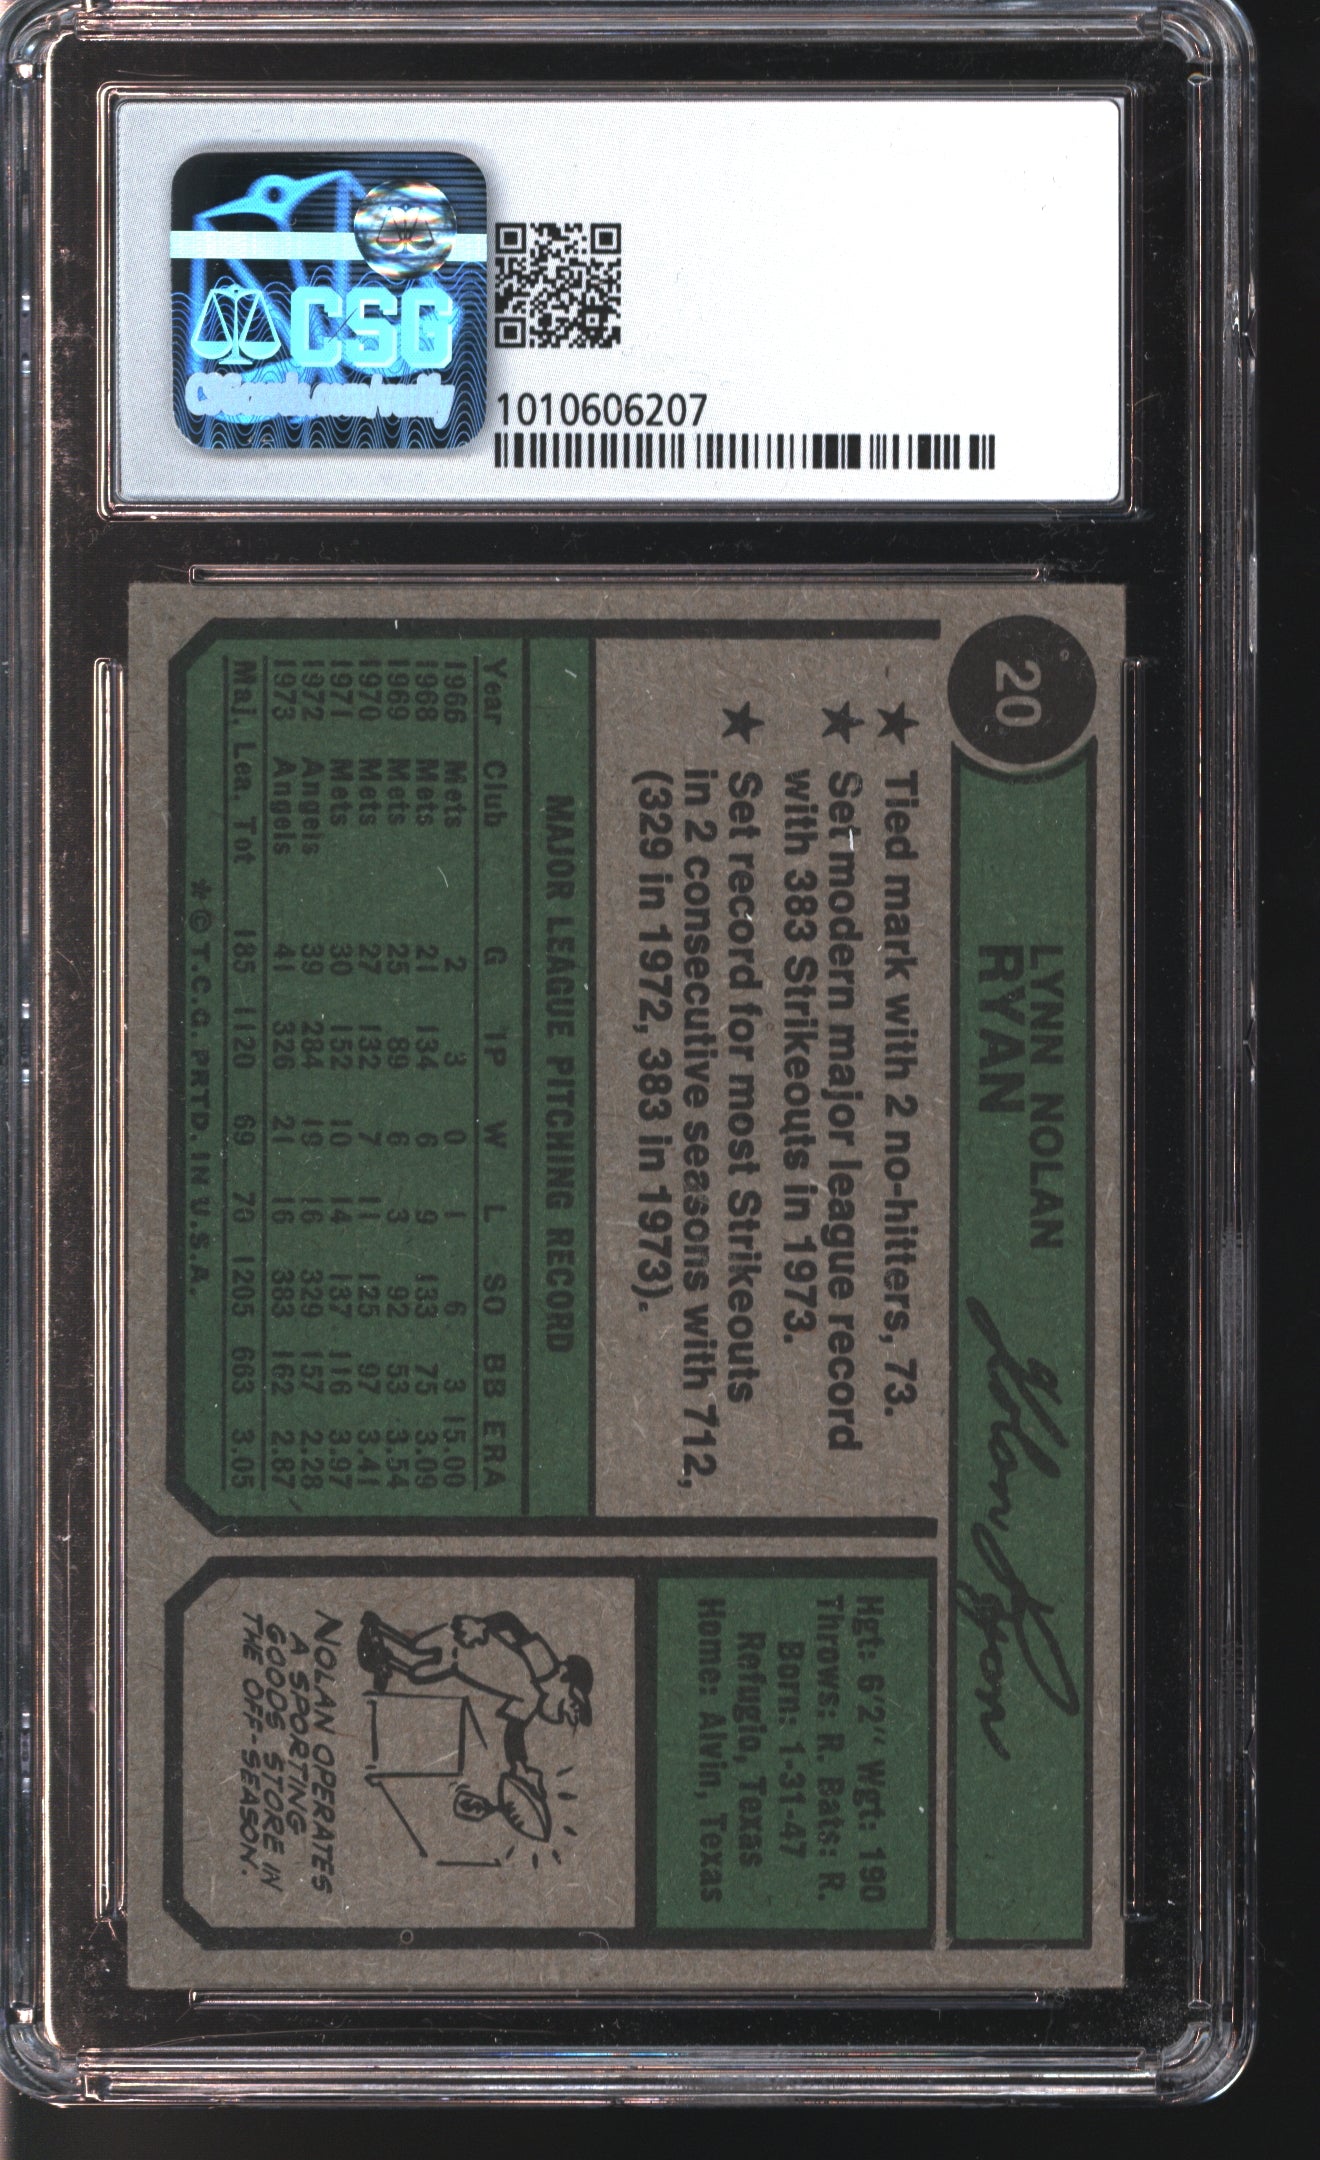 CSG
CSGcards.com/verify
1010606207
20
LYNN NOLAN
RYAN
Nolan Ryan
★ Tied mark with 2 no-hitters, 73.
★ Set modern major league record
with 383 Strikeouts in 1973.
★ Set record for most Strikeouts
in 2 consecutive seasons with 712,
(329 in 1972, 383 in 1973).
MAJOR LEAGUE PITCHING RECORD
Year Club G IP W L SO BB ERA
1966 Mets 2 3 0 1 6 3 15.00
1968 Mets 21 134 6 9 133 75 3.09
1969 Mets 25 89 6 3 92 53 3.54
1970 Mets 27 132 7 11 125 97 3.41
1971 Mets 30 152 10 14 137 116 3.97
1972 Angels 39 284 19 16 329 157 2.28
1973 Angels 41 326 21 16 383 162 2.87
Maj. Lea. Tot 185 1120 69 70 1205 663 3.05
*©T.C.G. PRTD. IN U.S.A.
Hgt: 6'2" Wgt: 190
Throws: R. Bats: R.
Born: 1-31-47
Refugio, Texas
Home: Alvin, Texas
$
NOLAN OPERATES
A SPORTING
GOODS STORE IN
THE OFF-SEASON.